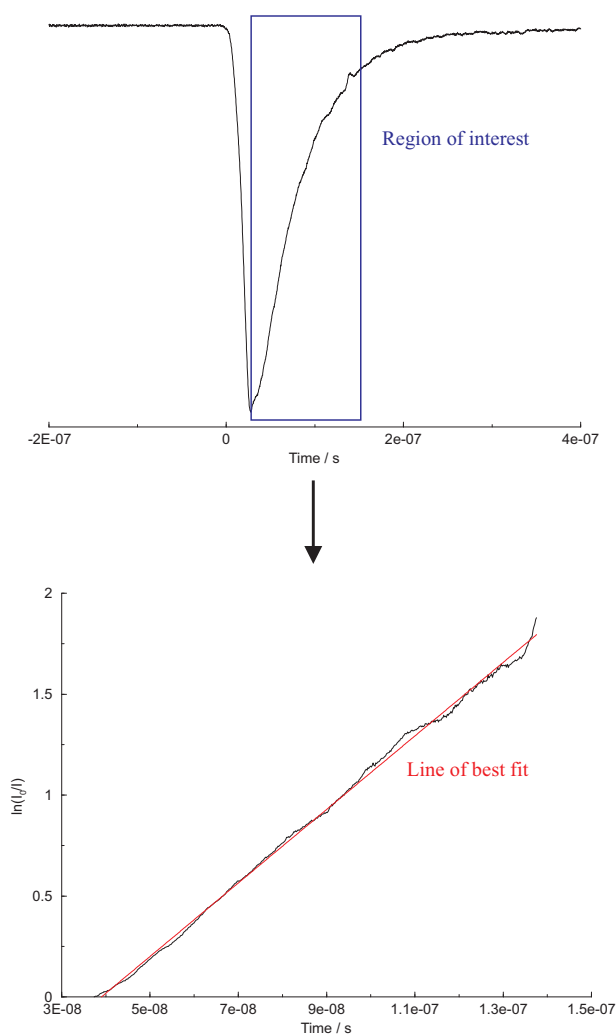 Region of interest
-2E-07
0
2e-07
4e-07
Time / s
2
1.5
1
0.5
0
ln(I₀/I)
Line of best fit
3E-08
5e-08
7e-08
9e-08
1.1e-07
1.3e-07
1.5e-07
Time / s